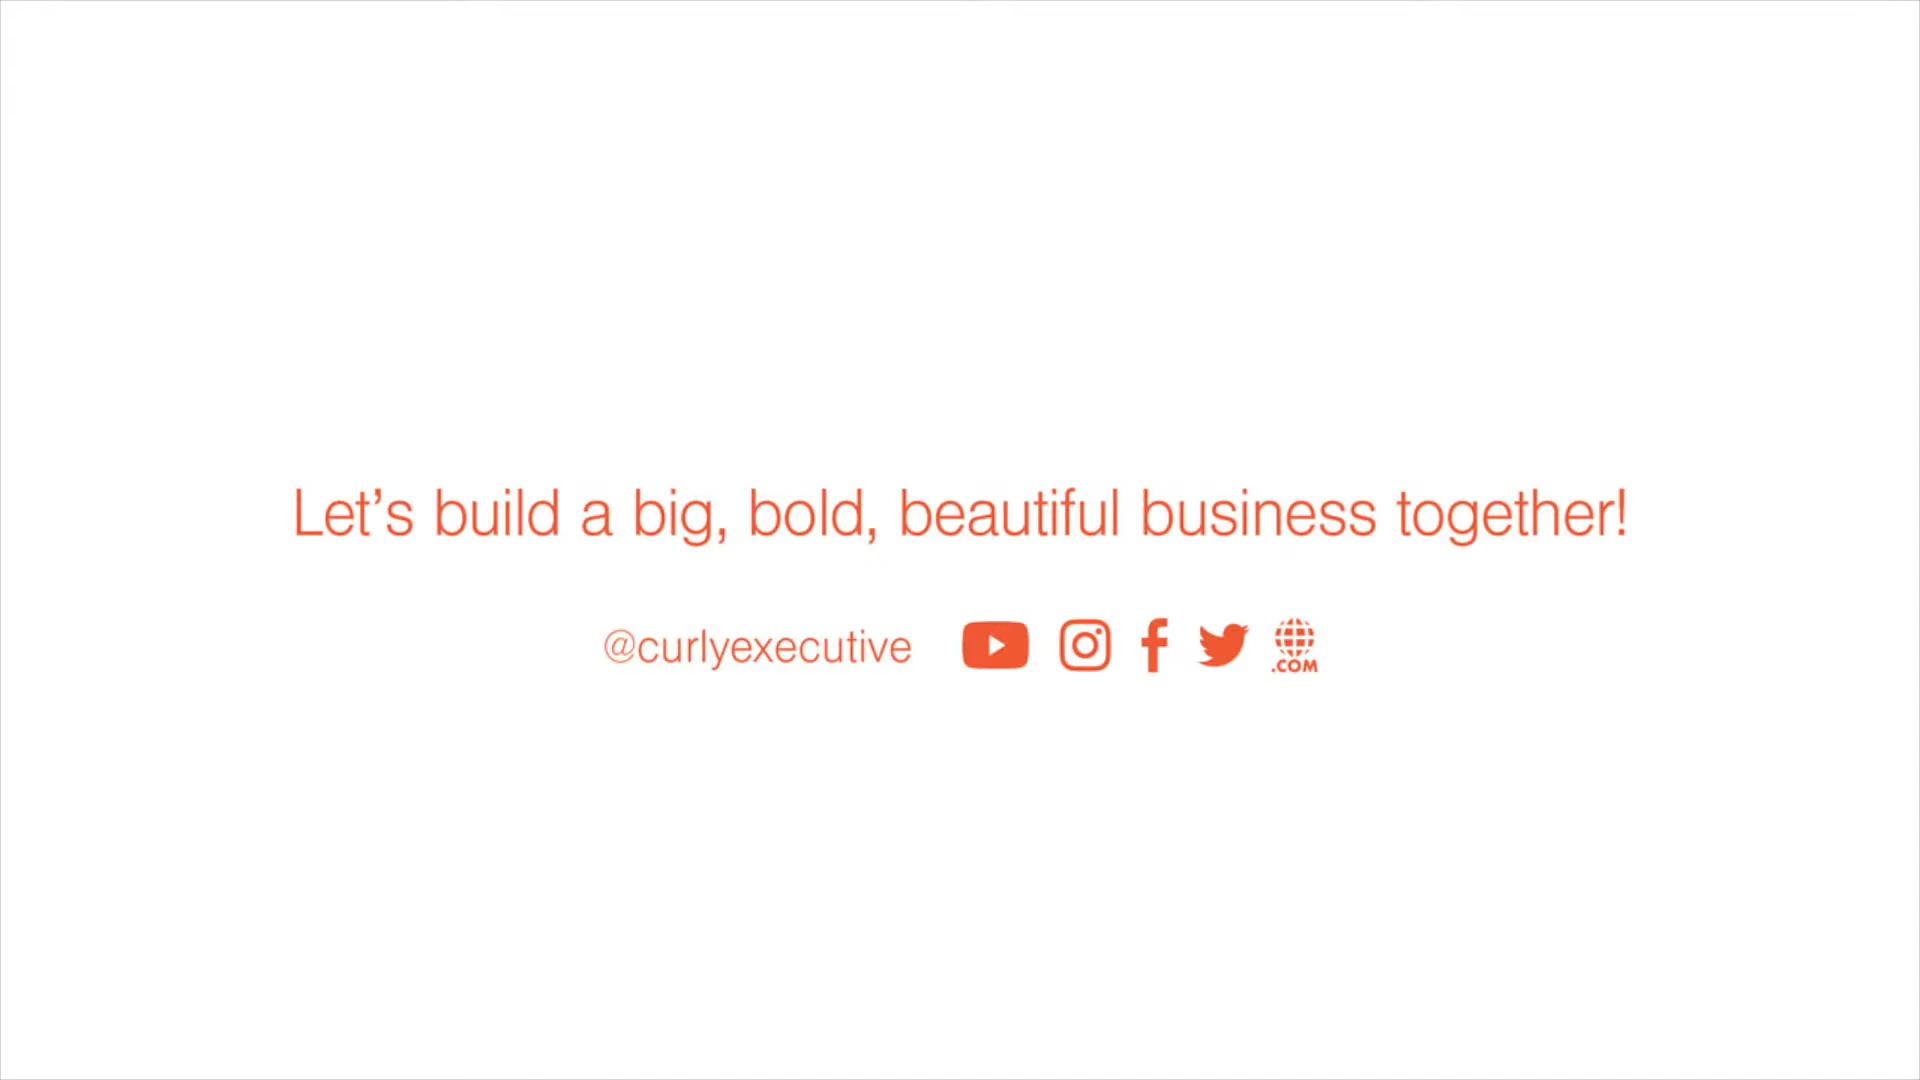 Let’s build a big, bold, beautiful business together!
@curlyexecutive
.COM